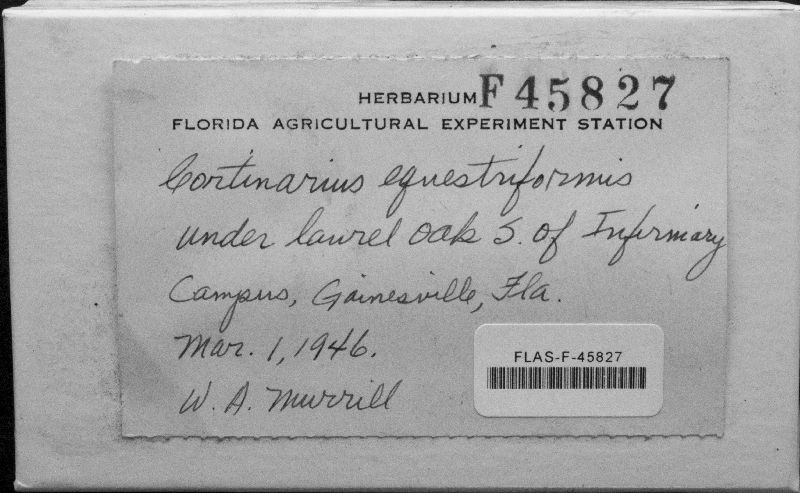 HERBARIUM F 45827
FLORIDA AGRICULTURAL EXPERIMENT STATION
Cortinarius equestriformis
under laurel oak S. of Infirmary
Campus, Gainesville, Fla.
Mar. 1, 1946.
W. A. Murrill
FLAS-F-45827